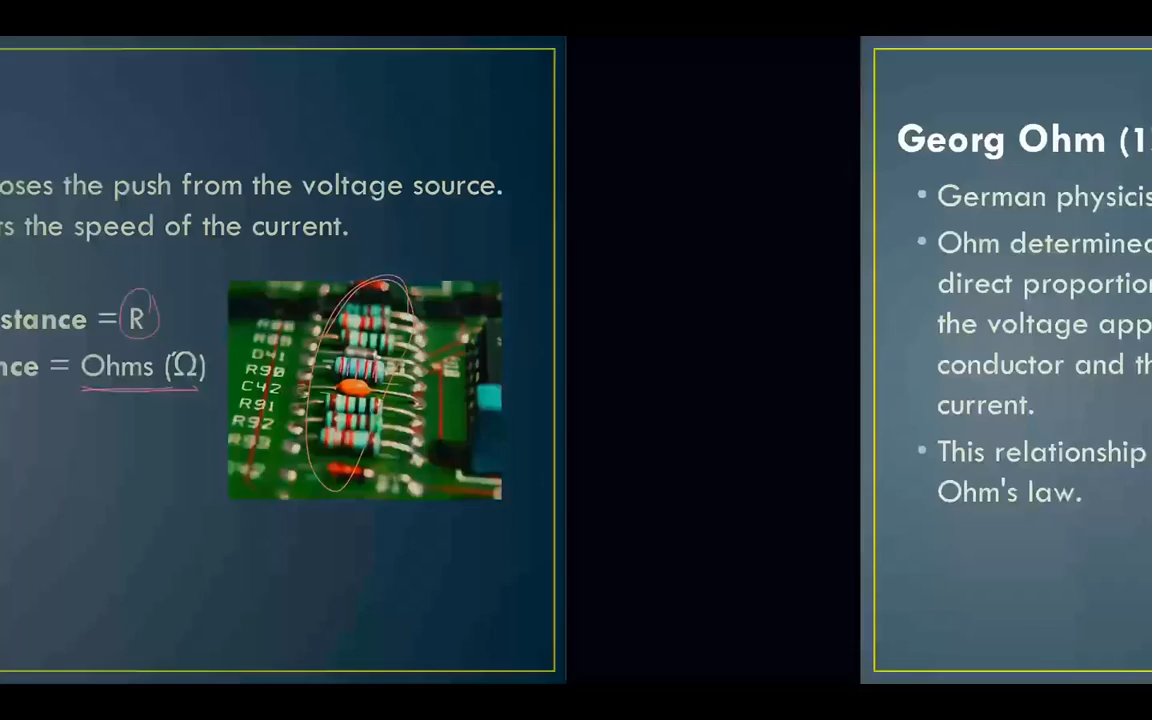 oses the push from the voltage source.
ts the speed of the current.
stance = R
nce = Ohms (Ω)
D41
R90
C42
R91
R92
Georg Ohm (1
German physicis
Ohm determined
direct proportion
the voltage app
conductor and th
current.
This relationship
Ohm's law.